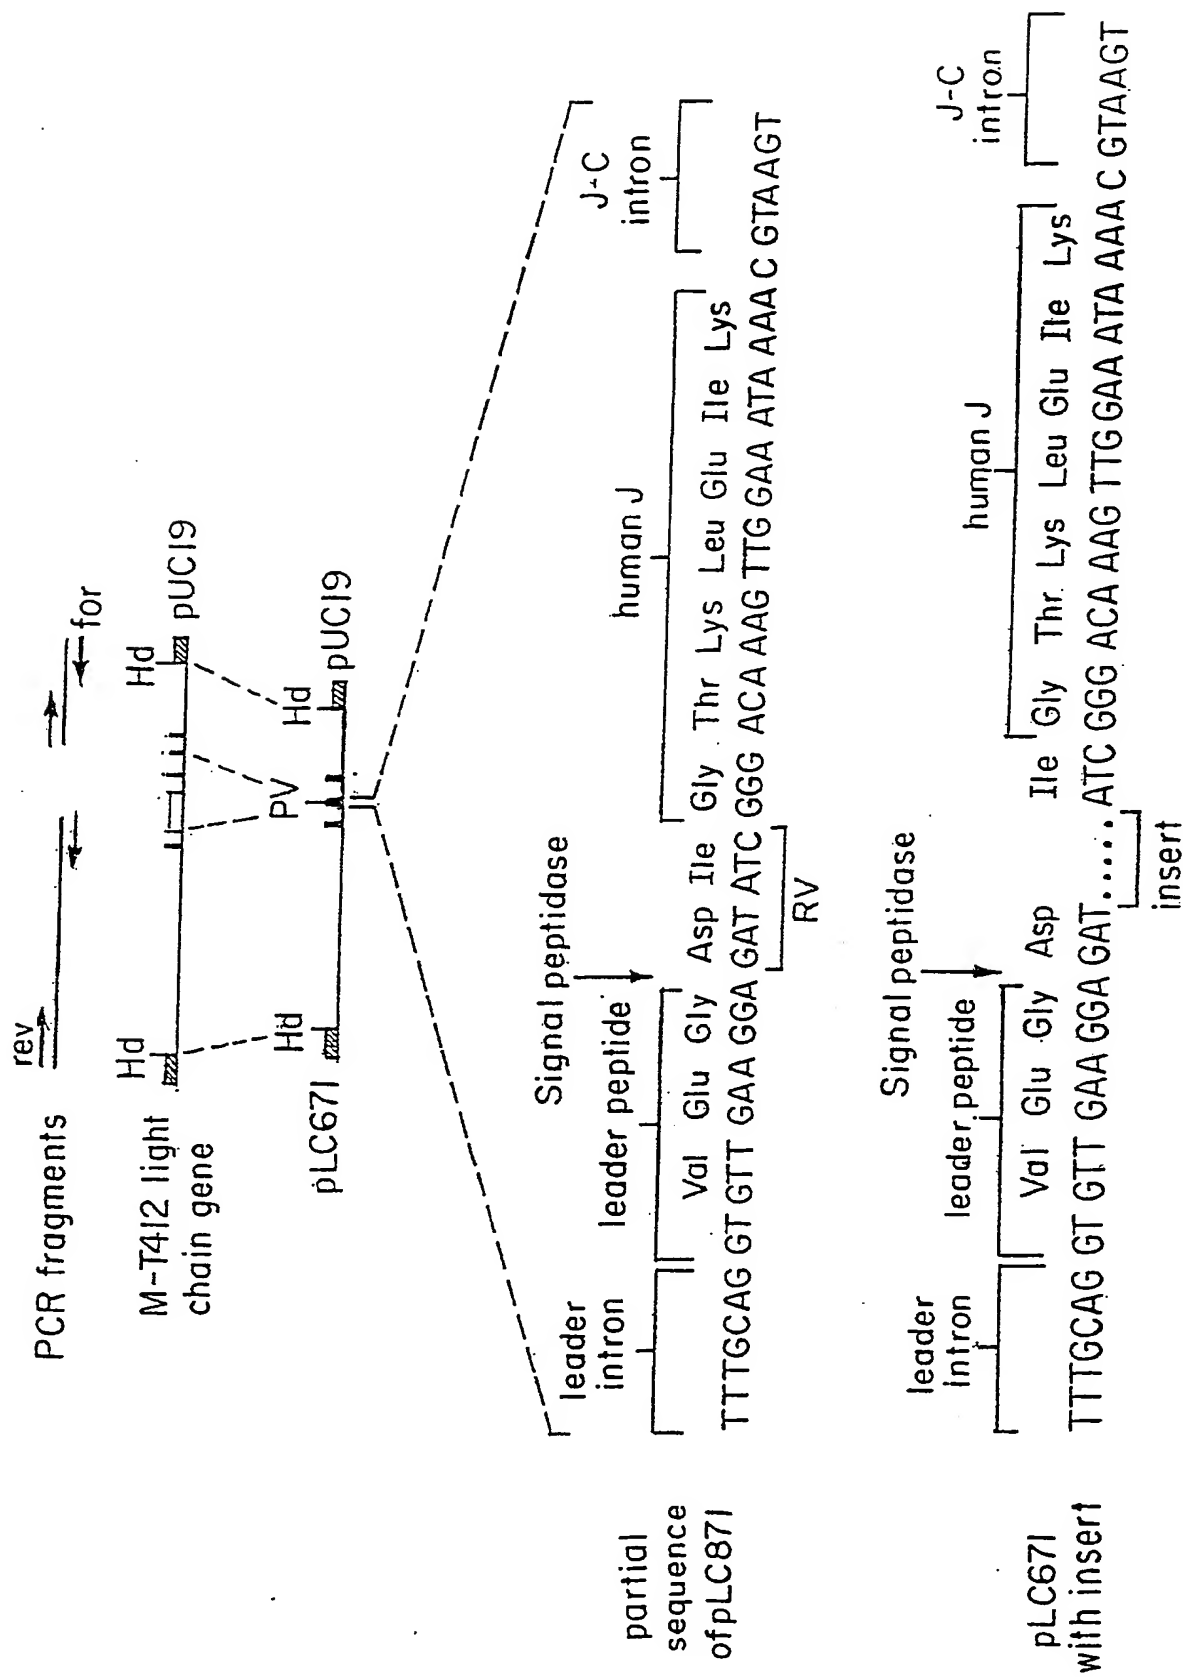 PCR fragments
rev
for
M-T412 light
chain gene
Hd
Hd
pUC19
PV
pLC671
Hd
Hd
pUC19
partial
sequence
of pLC871
leader
intron
leader peptide
Signal peptidase
human J
J-C
intron
Val Glu Gly Asp Ile Gly Thr Lys Leu Glu Ile Lys
TTTGCAG GT GTT GAA GGA GAT ATC GGG ACA AAG TTG GAA ATA AAA C GTAAGT
RV
pLC671
with insert
leader
intron
leader peptide
Signal peptidase
human J
J-C
intron
Val Glu Gly Asp Ile Gly Thr Lys Leu Glu Ile Lys
TTTGCAG GT GTT GAA GGA GAT.....ATC GGG ACA AAG TTG GAA ATA AAA C GTAAGT
insert